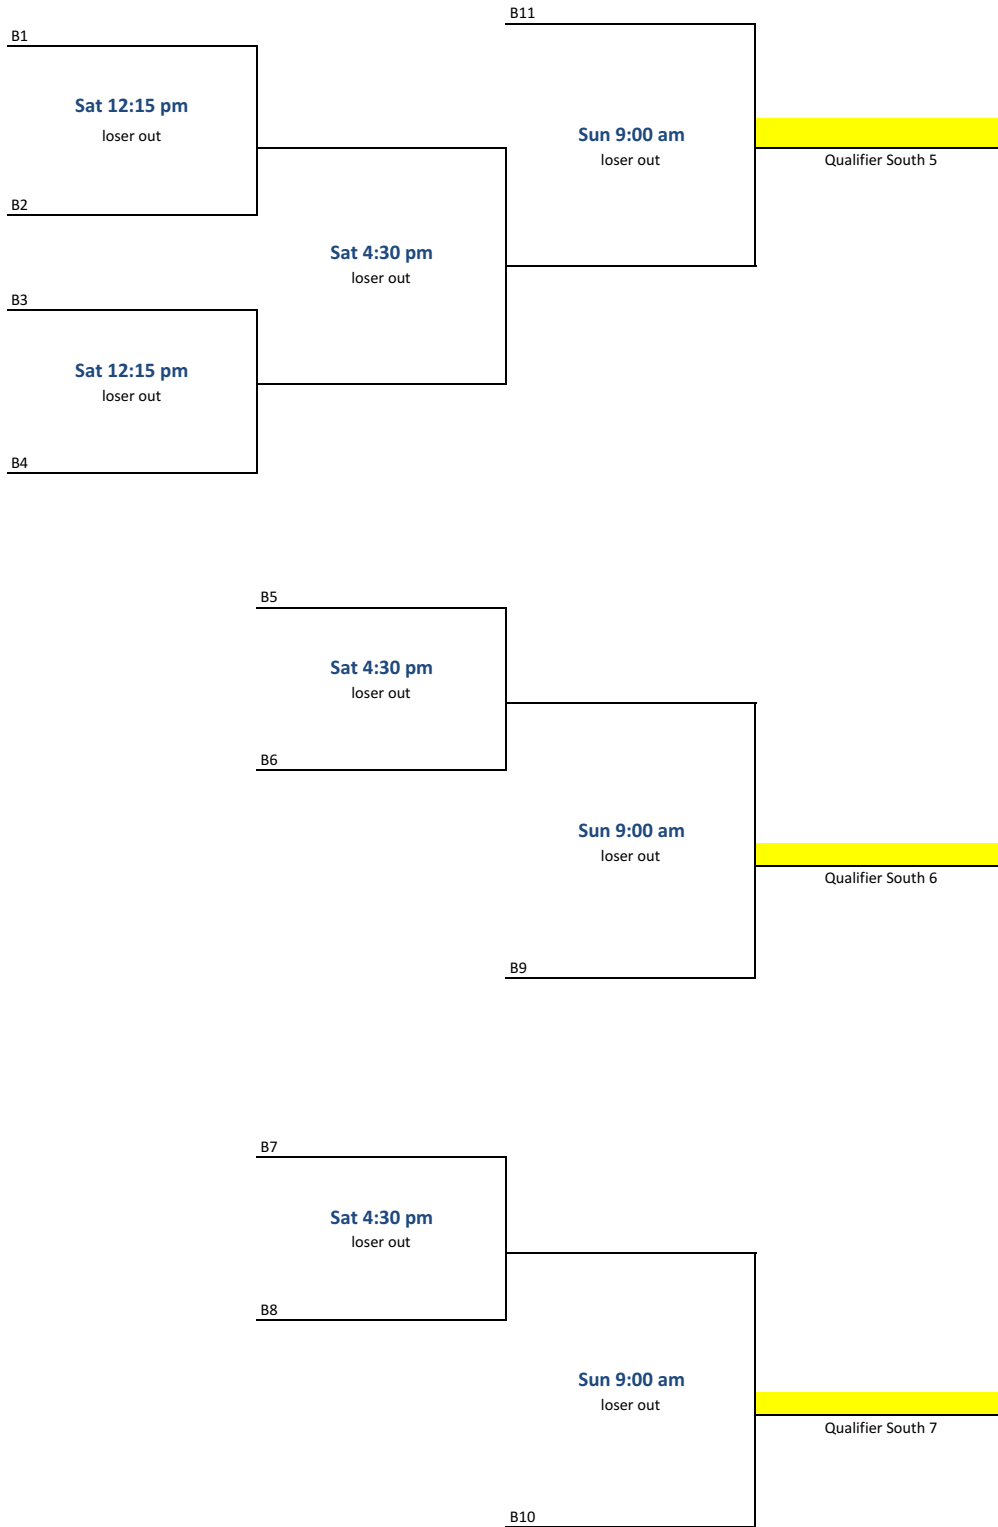 B11
B1
Sat 12:15 pm
loser out
Sun 9:00 am
loser out
Qualifier South 5
B2
Sat 4:30 pm
loser out
B3
Sat 12:15 pm
loser out
B4
B5
Sat 4:30 pm
loser out
B6
Sun 9:00 am
loser out
Qualifier South 6
B9
B7
Sat 4:30 pm
loser out
B8
Sun 9:00 am
loser out
Qualifier South 7
B10